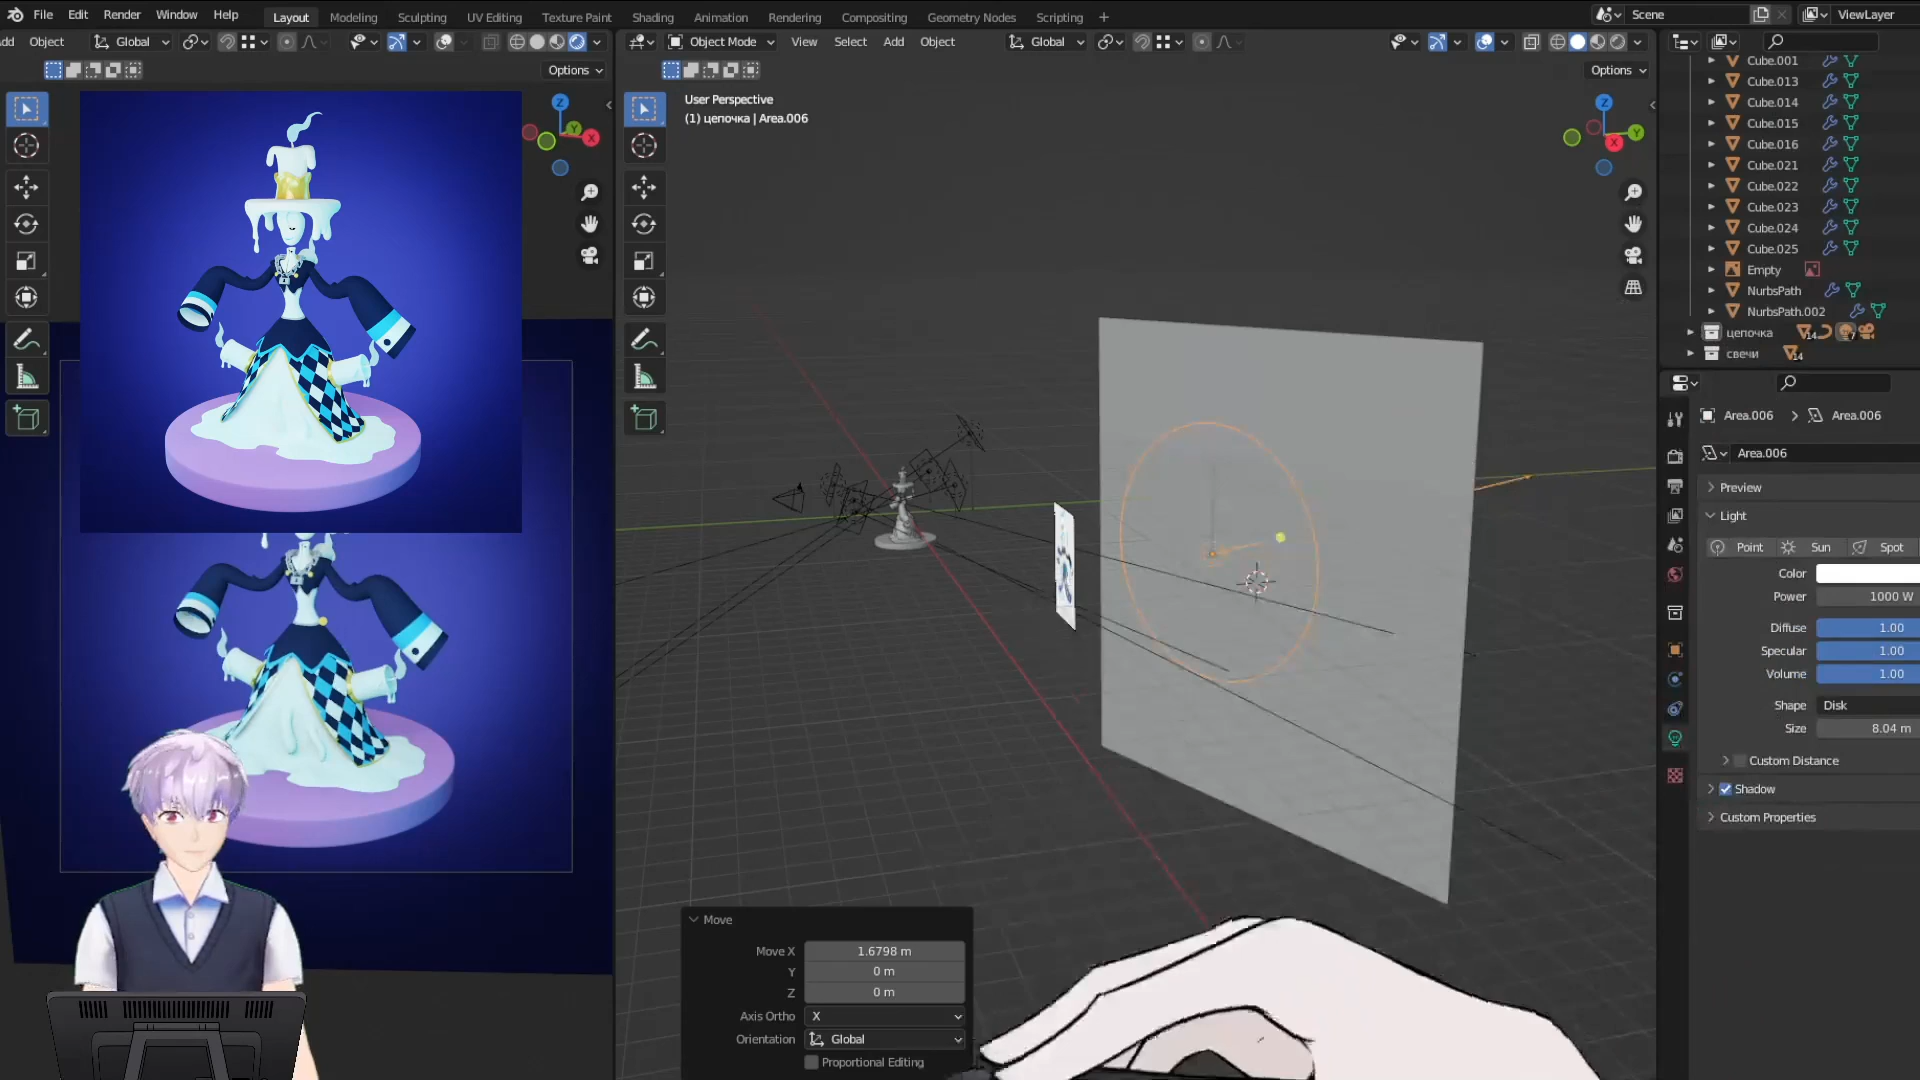 File Edit Render Window Help
Layout Modeling Sculpting UV Editing Texture Paint Shading Animation Rendering Compositing Geometry Nodes Scripting +
Scene
ViewLayer
dd Object Global
Options
Object Mode View Select Add Object Global
Options
User Perspective
(1) цепочка | Area.006
Z
Y
X
Z
Y
X
Cube.001
Cube.013
Cube.014
Cube.015
Cube.016
Cube.021
Cube.022
Cube.023
Cube.024
Cube.025
Empty
NurbsPath
NurbsPath.002
цепочка 14 7
свечи 14
Area.006 > Area.006
Area.006
Preview
Light
Point Sun Spot
Color
Power 1000 W
Diffuse 1.00
Specular 1.00
Volume 1.00
Shape Disk
Size 8.04 m
Custom Distance
Shadow
Custom Properties
Move
Move X 1.6798 m
Y 0 m
Z 0 m
Axis Ortho X
Orientation Global
Proportional Editing